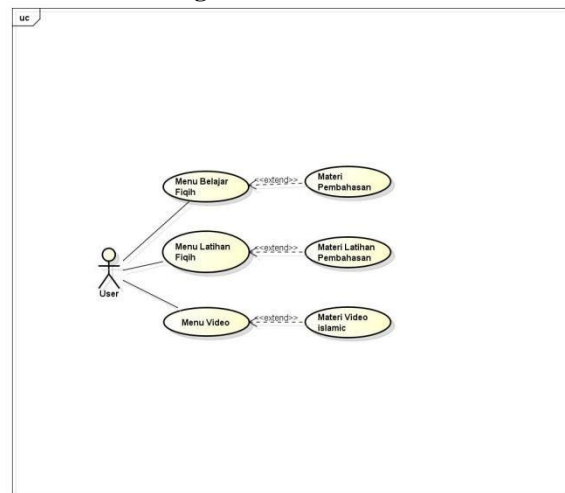 uc
Menu Belajar
Fiqih
<<extend>>
Materi
Pembahasan
Menu Latihan
Fiqih
<<extend>>
Materi Latihan
Pembahasan
User
Menu Video
<<extend>>
Materi Video
islamic